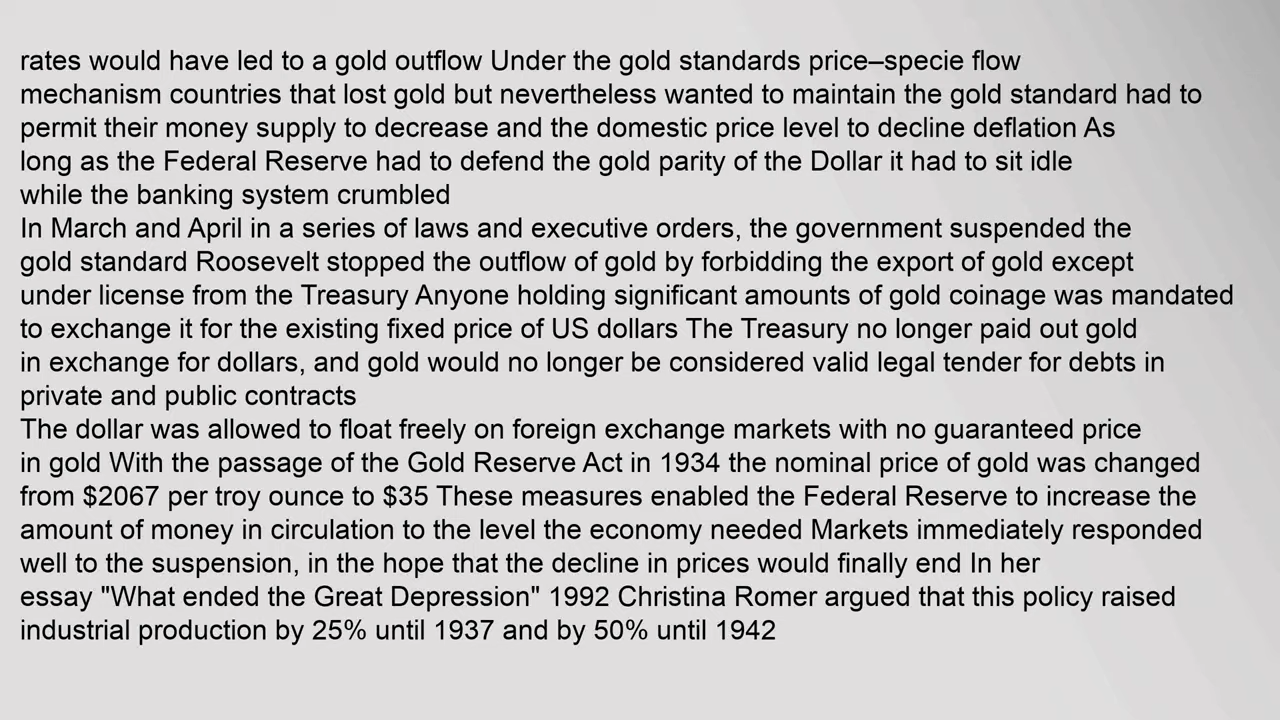 rates would have led to a gold outflow Under the gold standards price–specie flow
mechanism countries that lost gold but nevertheless wanted to maintain the gold standard had to
permit their money supply to decrease and the domestic price level to decline deflation As
long as the Federal Reserve had to defend the gold parity of the Dollar it had to sit idle
while the banking system crumbled
In March and April in a series of laws and executive orders, the government suspended the
gold standard Roosevelt stopped the outflow of gold by forbidding the export of gold except
under license from the Treasury Anyone holding significant amounts of gold coinage was mandated
to exchange it for the existing fixed price of US dollars The Treasury no longer paid out gold
in exchange for dollars, and gold would no longer be considered valid legal tender for debts in
private and public contracts
The dollar was allowed to float freely on foreign exchange markets with no guaranteed price
in gold With the passage of the Gold Reserve Act in 1934 the nominal price of gold was changed
from $2067 per troy ounce to $35 These measures enabled the Federal Reserve to increase the
amount of money in circulation to the level the economy needed Markets immediately responded
well to the suspension, in the hope that the decline in prices would finally end In her
essay "What ended the Great Depression" 1992 Christina Romer argued that this policy raised
industrial production by 25% until 1937 and by 50% until 1942